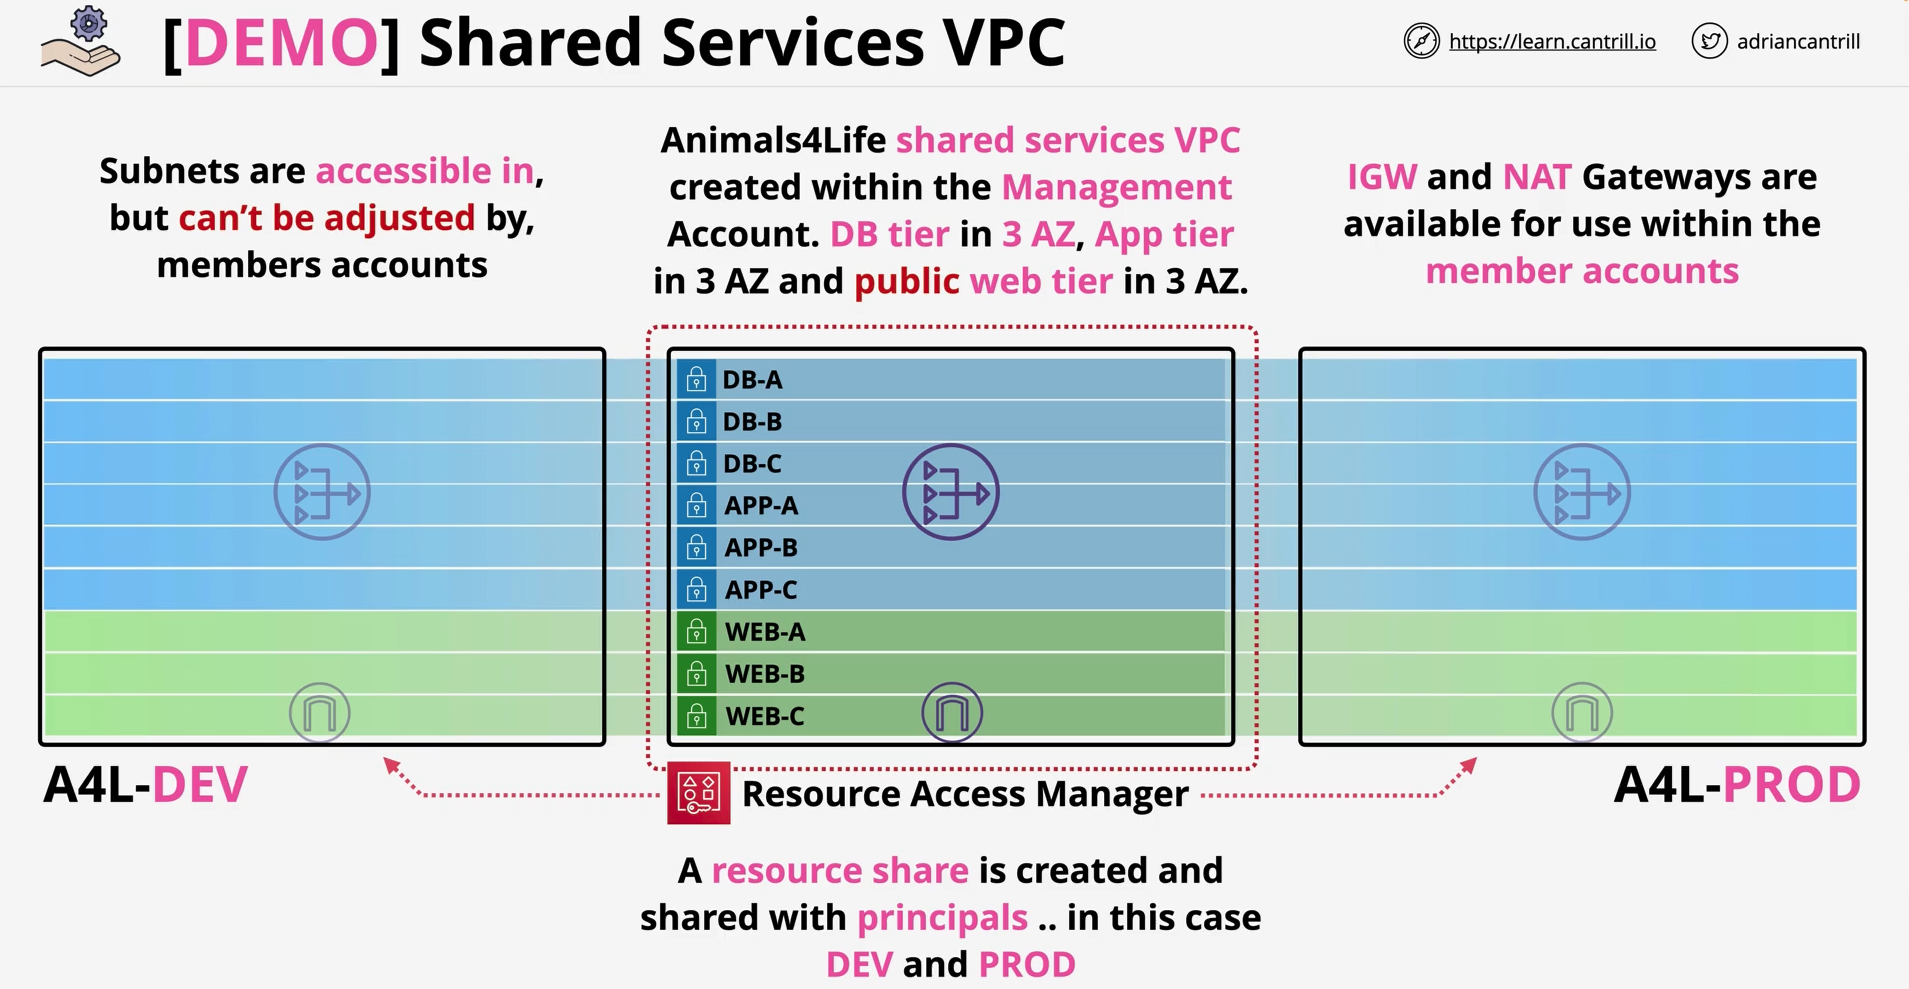 [DEMO] Shared Services VPC
https://learn.cantrill.io
adriancantrill
Subnets are accessible in,
but can’t be adjusted by,
members accounts
Animals4Life shared services VPC
created within the Management
Account. DB tier in 3 AZ, App tier
in 3 AZ and public web tier in 3 AZ.
IGW and NAT Gateways are
available for use within the
member accounts
DB-A
DB-B
DB-C
APP-A
APP-B
APP-C
WEB-A
WEB-B
WEB-C
A4L-DEV
Resource Access Manager
A4L-PROD
A resource share is created and
shared with principals .. in this case
DEV and PROD